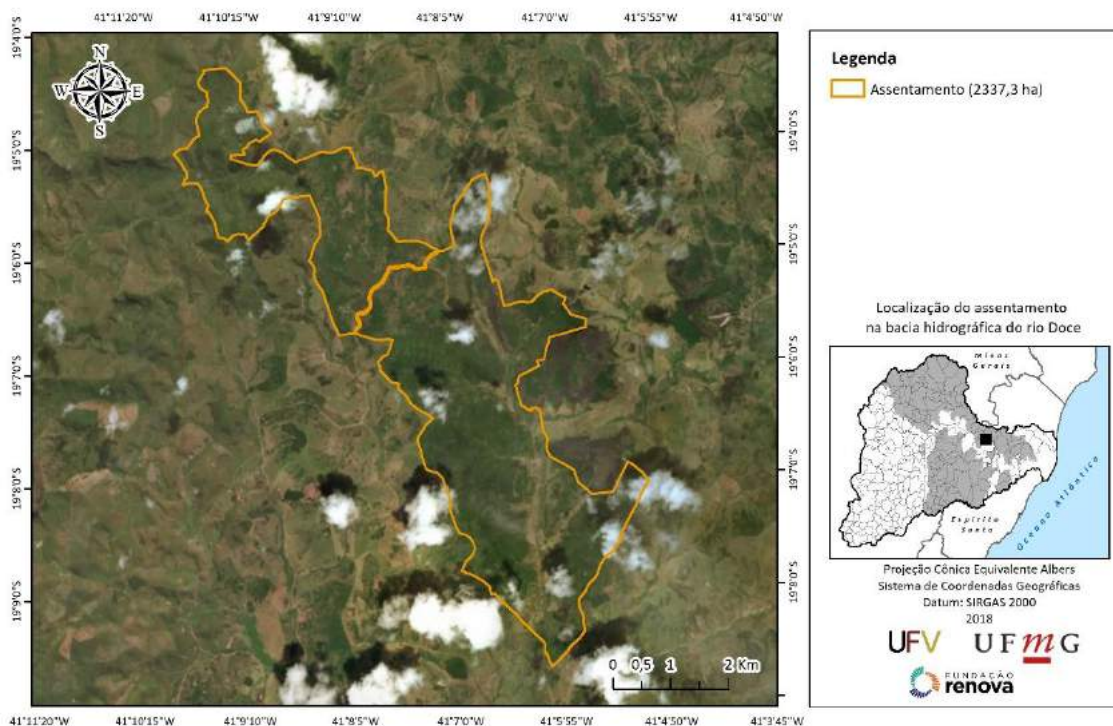 41°11'20"W 41°10'15"W 41°9'10"W 41°8'5"W 41°7'0"W 41°5'55"W 41°4'50"W
19°4'0"S
19°5'0"S
19°6'0"S
19°7'0"S
19°8'0"S
19°9'0"S
N
W E
S
19°4'0"S
19°5'0"S
19°6'0"S
19°7'0"S
19°8'0"S
0 0,5 1 2 Km
41°11'20"W 41°10'15"W 41°9'10"W 41°8'5"W 41°7'0"W 41°5'55"W 41°4'50"W 41°3'45"W
Legenda
Assentamento (2337,3 ha)
Localização do assentamento
na bacia hidrográfica do rio Doce
Minas
Gerais
Espírito
Santo
Oceano Atlântico
Projeção Cônica Equivalente Albers
Sistema de Coordenadas Geográficas
Datum: SIRGAS 2000
2018
UFV UFmG
FUNDAÇÃO
renova